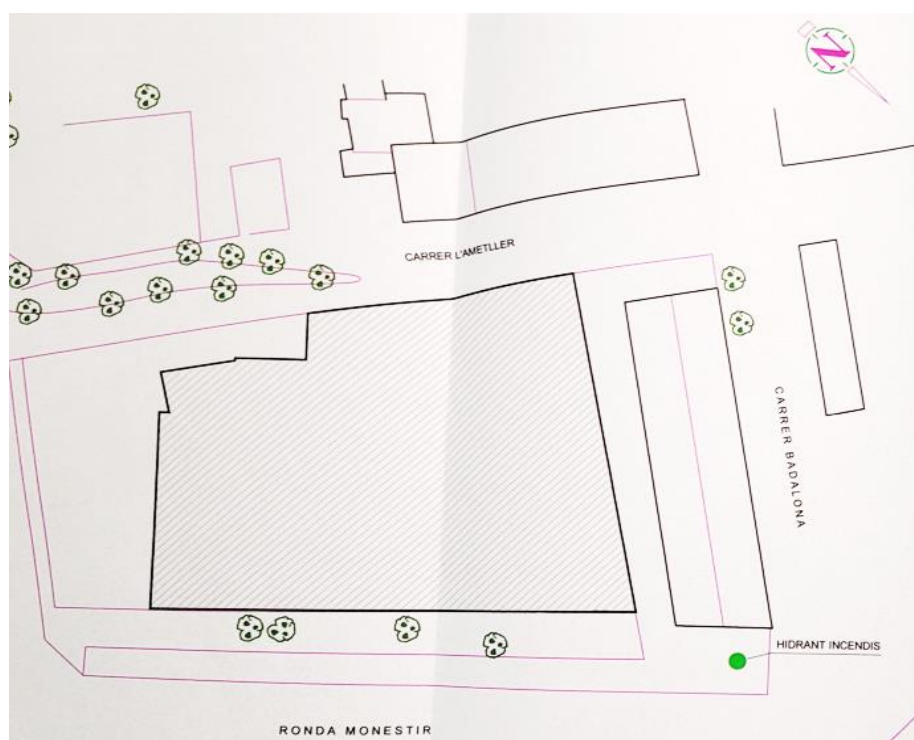 N
CARRER L'AMETLLER
CARRER BADALONA
HIDRANT INCENDIS
RONDA MONESTIR